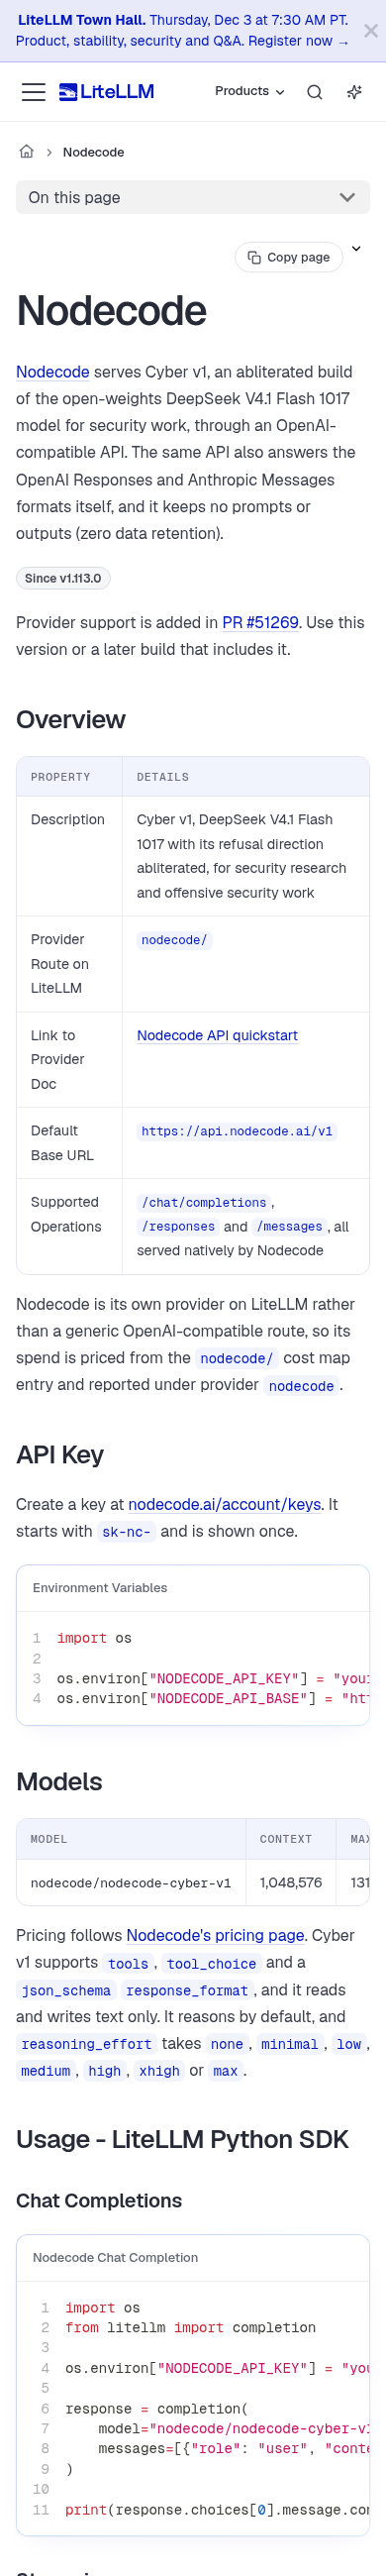 LiteLLM Town Hall. Thursday, Dec 3 at 7:30 AM PT.
Product, stability, security and Q&A. Register now →
LiteLLM
Products
Nodecode
On this page
Copy page
Nodecode
Nodecode serves Cyber v1, an abliterated build
of the open-weights DeepSeek V4.1 Flash 1017
model for security work, through an OpenAI-
compatible API. The same API also answers the
OpenAI Responses and Anthropic Messages
formats itself, and it keeps no prompts or
outputs (zero data retention).
Since v1.113.0
Provider support is added in PR #51269. Use this
version or a later build that includes it.
Overview
PROPERTY DETAILS
Description Cyber v1, DeepSeek V4.1 Flash
1017 with its refusal direction
abliterated, for security research
and offensive security work
Provider nodecode/
Route on
LiteLLM
Link to Nodecode API quickstart
Provider
Doc
Default https://api.nodecode.ai/v1
Base URL
Supported /chat/completions,
Operations /responses and /messages, all
served natively by Nodecode
Nodecode is its own provider on LiteLLM rather
than a generic OpenAI-compatible route, so its
spend is priced from the nodecode/ cost map
entry and reported under provider nodecode.
API Key
Create a key at nodecode.ai/account/keys. It
starts with sk-nc- and is shown once.
Environment Variables
1 import os
2
3 os.environ["NODECODE_API_KEY"] = "you
4 os.environ["NODECODE_API_BASE"] = "ht
Models
MODEL CONTEXT MAX
nodecode/nodecode-cyber-v1 1,048,576 131
Pricing follows Nodecode's pricing page. Cyber
v1 supports tools, tool_choice and a
json_schema response_format, and it reads
and writes text only. It reasons by default, and
reasoning_effort takes none, minimal, low,
medium, high, xhigh or max.
Usage - LiteLLM Python SDK
Chat Completions
Nodecode Chat Completion
1 import os
2 from litellm import completion
3
4 os.environ["NODECODE_API_KEY"] = "you
5
6 response = completion(
7 model="nodecode/nodecode-cyber-v1
8 messages=[{"role": "user", "conte
9 )
10
11 print(response.choices[0].message.con